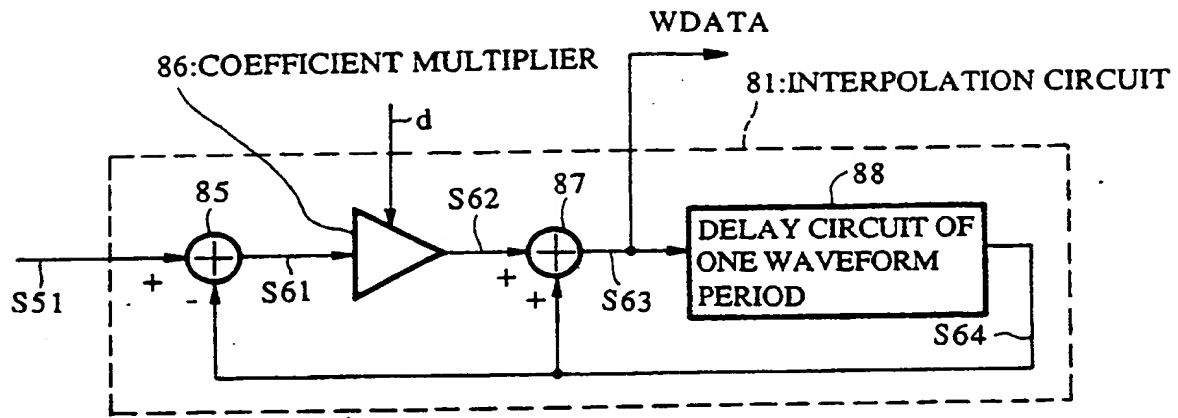 WDATA
86:COEFFICIENT MULTIPLIER
81:INTERPOLATION CIRCUIT
d
85
S62
87
88
DELAY CIRCUIT OF
ONE WAVEFORM
PERIOD
+
S51
-
S61
+
+
S63
S64